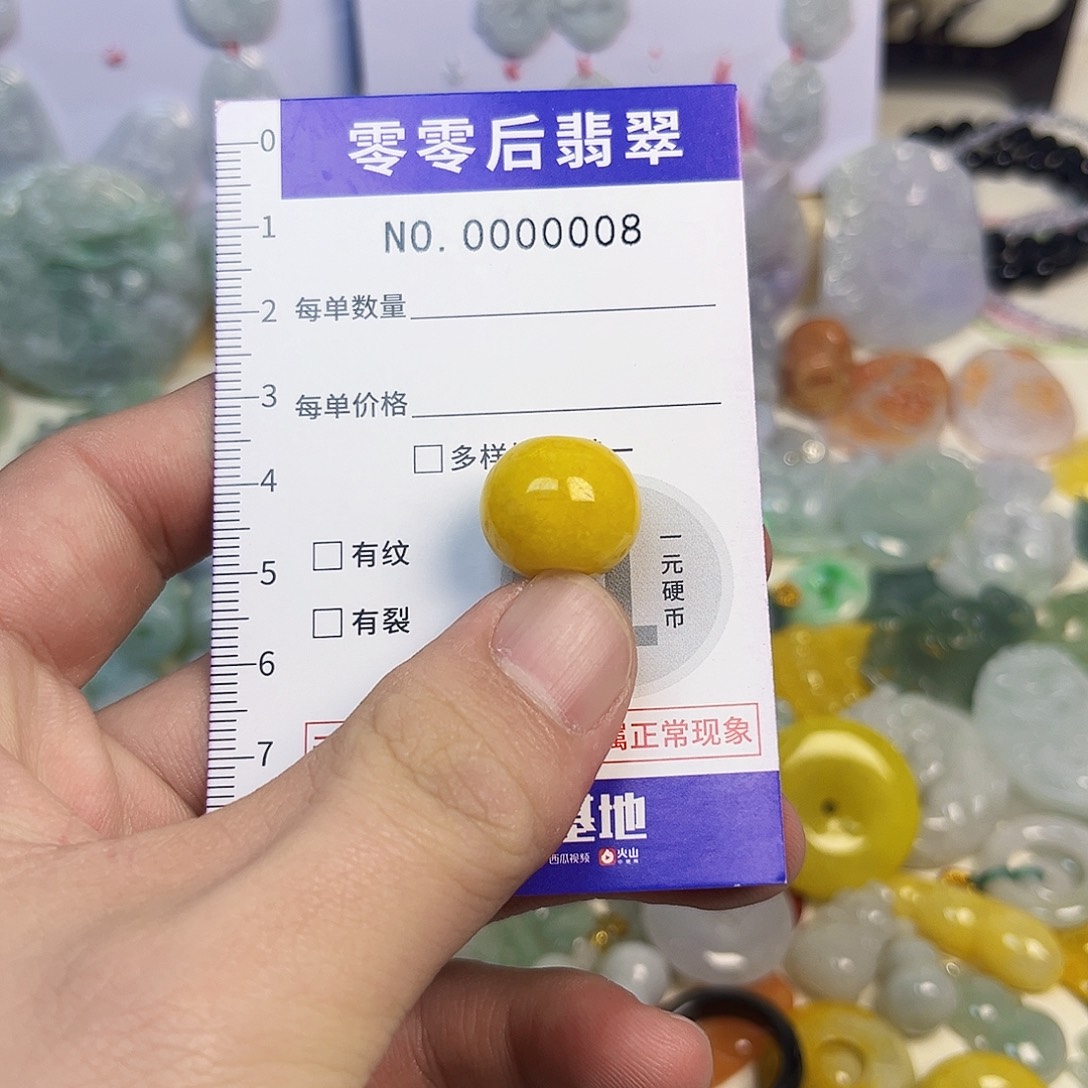 零零后翡翠
NO. 0000008
每单数量
每单价格
□多样
□有纹
□有裂
一元硬币
属正常现象
基地
西瓜视频 火山
0
1
2
3
4
5
6
7